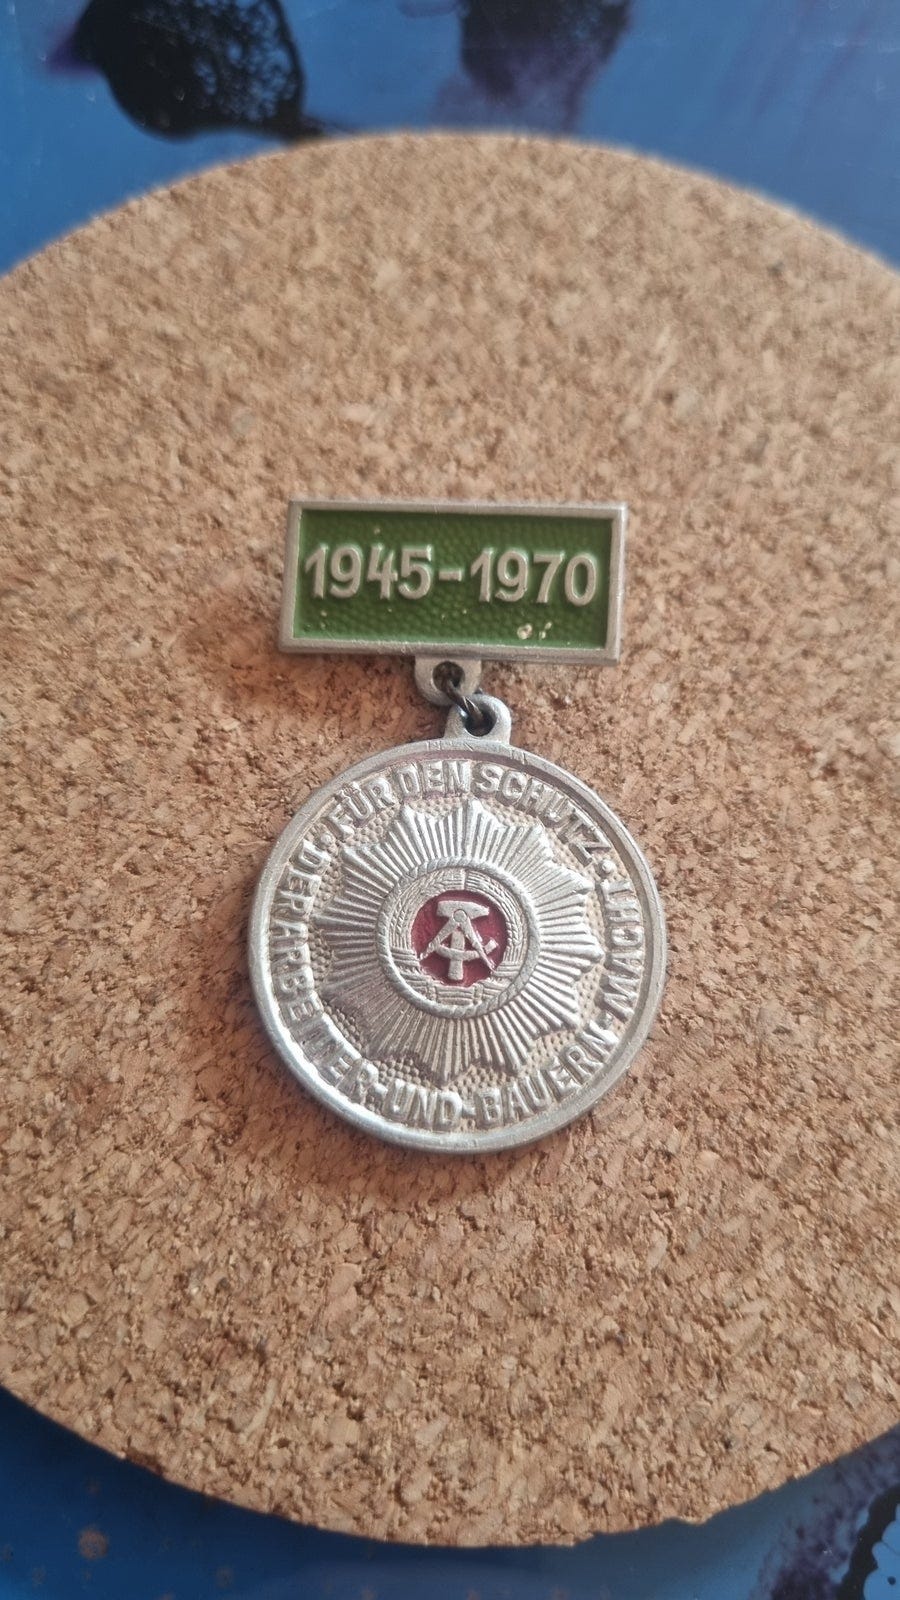 1945-1970
· FÜR DEN SCHUTZ ·
DER ARBEITER-UND-BAUERN-MACHT